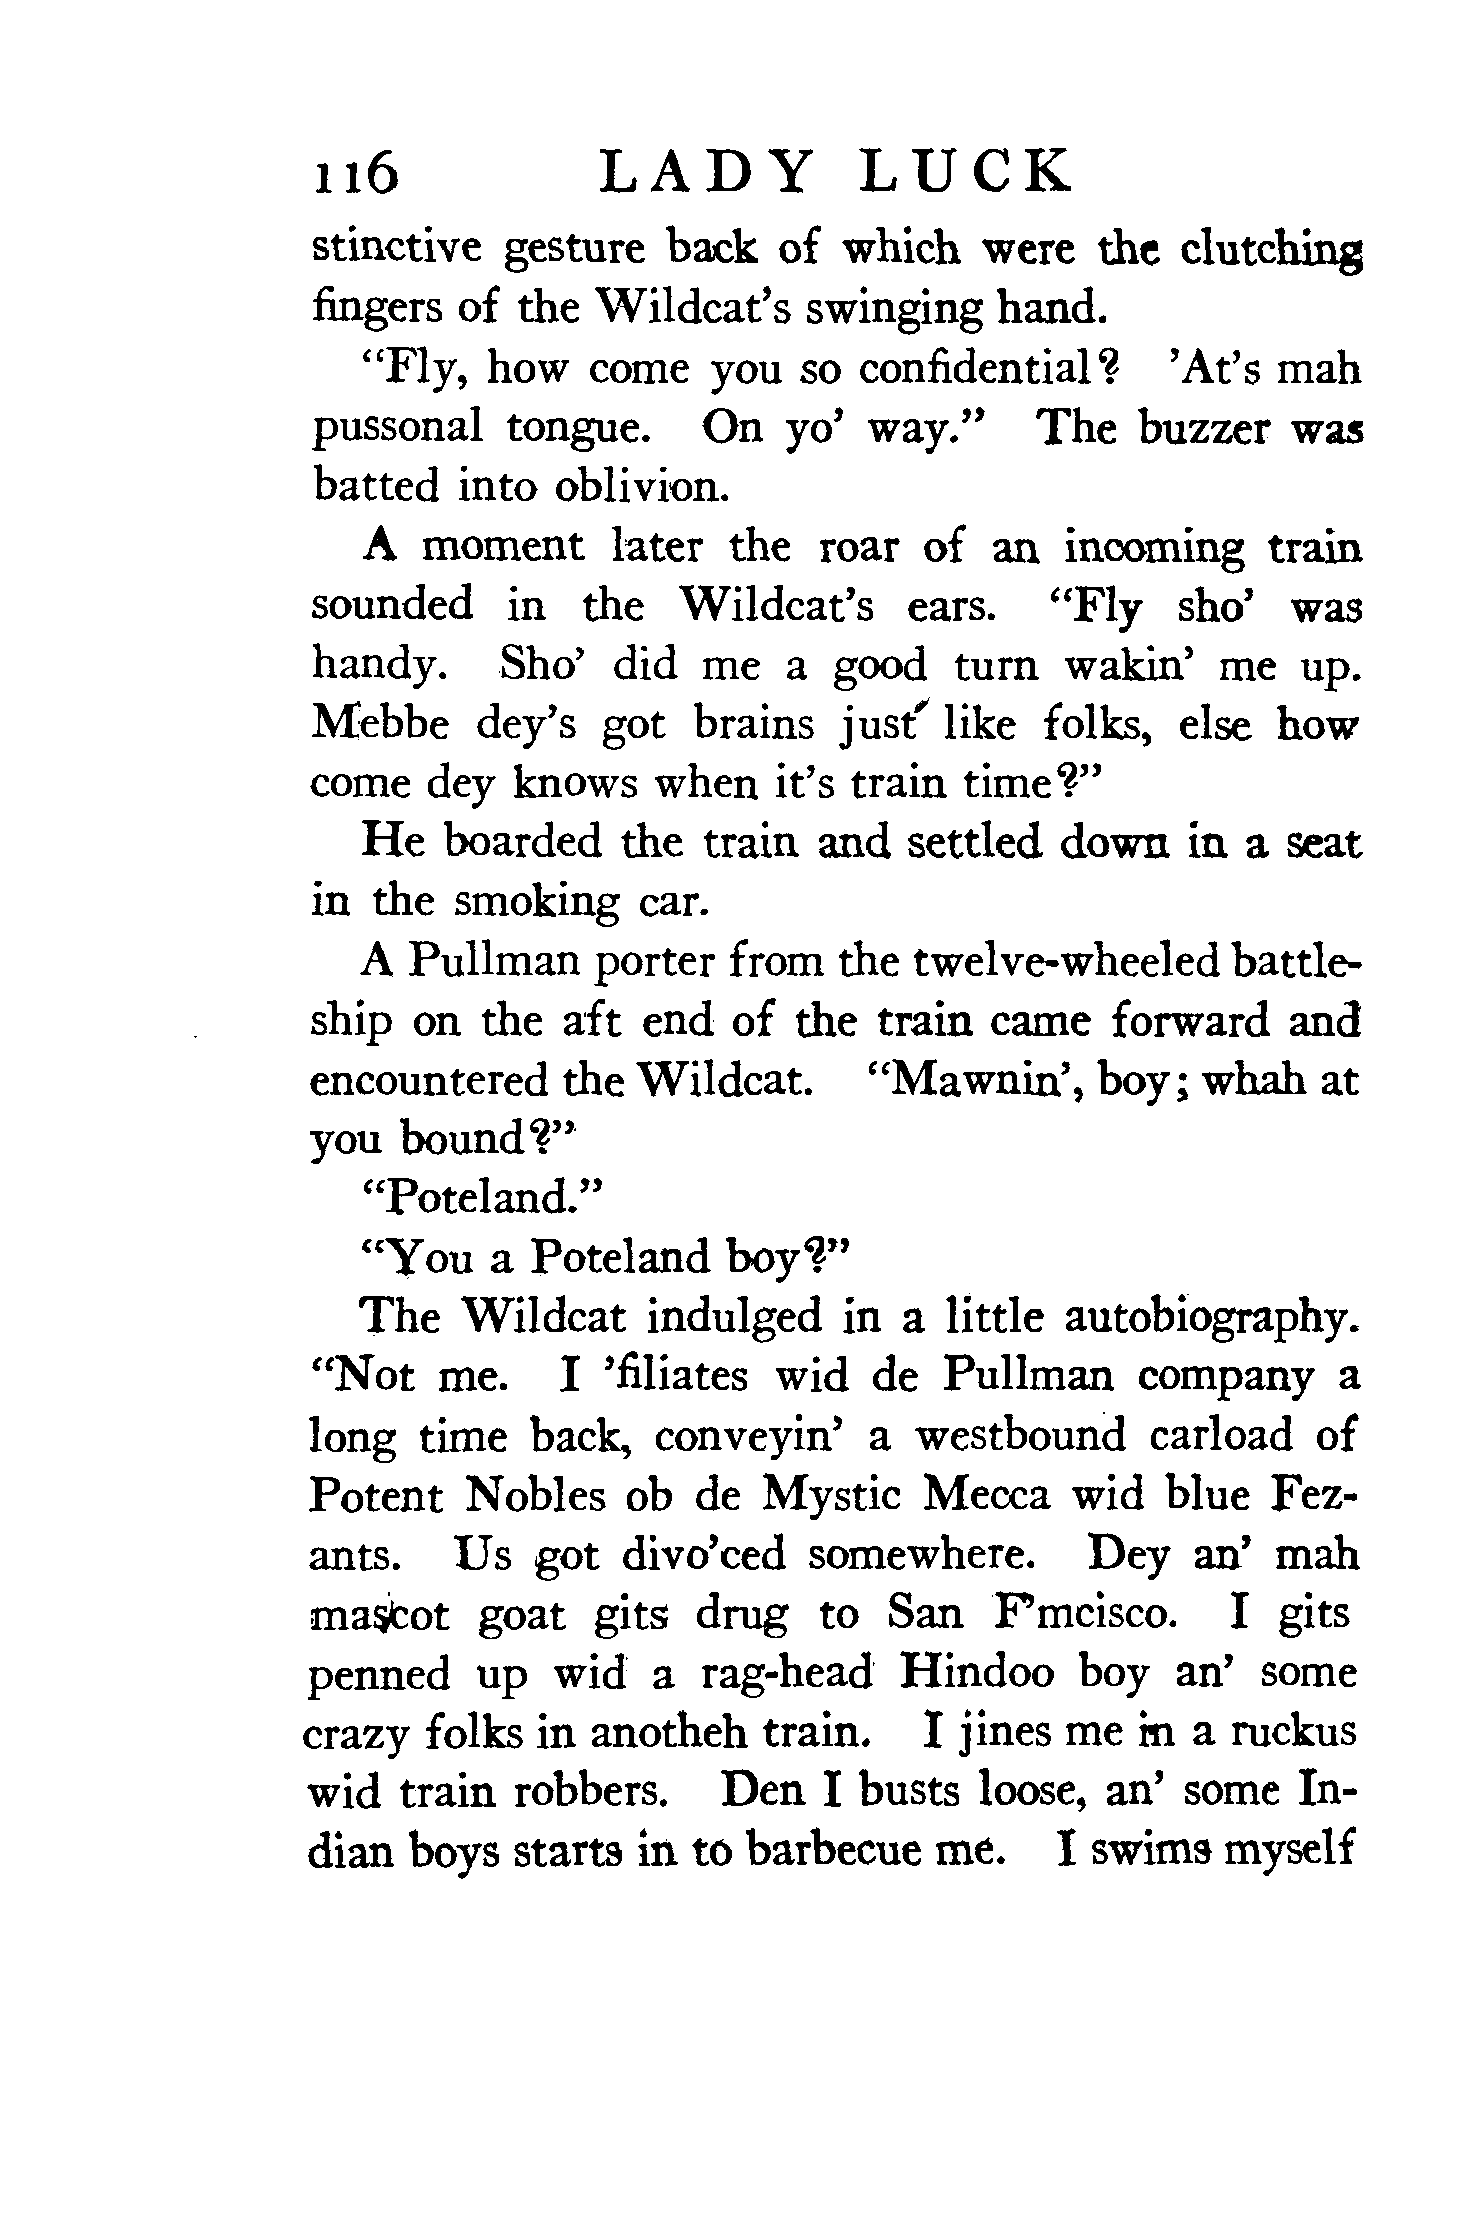 116 LADY LUCK
stinctive gesture back of which were the clutching
fingers of the Wildcat's swinging hand.
"Fly, how come you so confidential? 'At's mah
pussonal tongue. On yo' way." The buzzer was
batted into oblivion.
A moment later the roar of an incoming train
sounded in the Wildcat's ears. "Fly sho' was
handy. Sho' did me a good turn wakin' me up.
Mebbe dey's got brains just' like folks, else how
come dey knows when it's train time?"
He boarded the train and settled down in a seat
in the smoking car.
A Pullman porter from the twelve-wheeled battle-
ship on the aft end of the train came forward and
encountered the Wildcat. "Mawnin', boy; whah at
you bound?"
"Poteland."
"You a Poteland boy?"
The Wildcat indulged in a little autobiography.
"Not me. I 'filiates wid de Pullman company a
long time back, conveyin' a westbound carload of
Potent Nobles ob de Mystic Mecca wid blue Fez-
ants. Us got divo'ced somewhere. Dey an' mah
mascot goat gits drug to San F'mcisco. I gits
penned up wid a rag-head Hindoo boy an' some
crazy folks in anotheh train. I jines me in a ruckus
wid train robbers. Den I busts loose, an' some In-
dian boys starts in to barbecue me. I swims myself